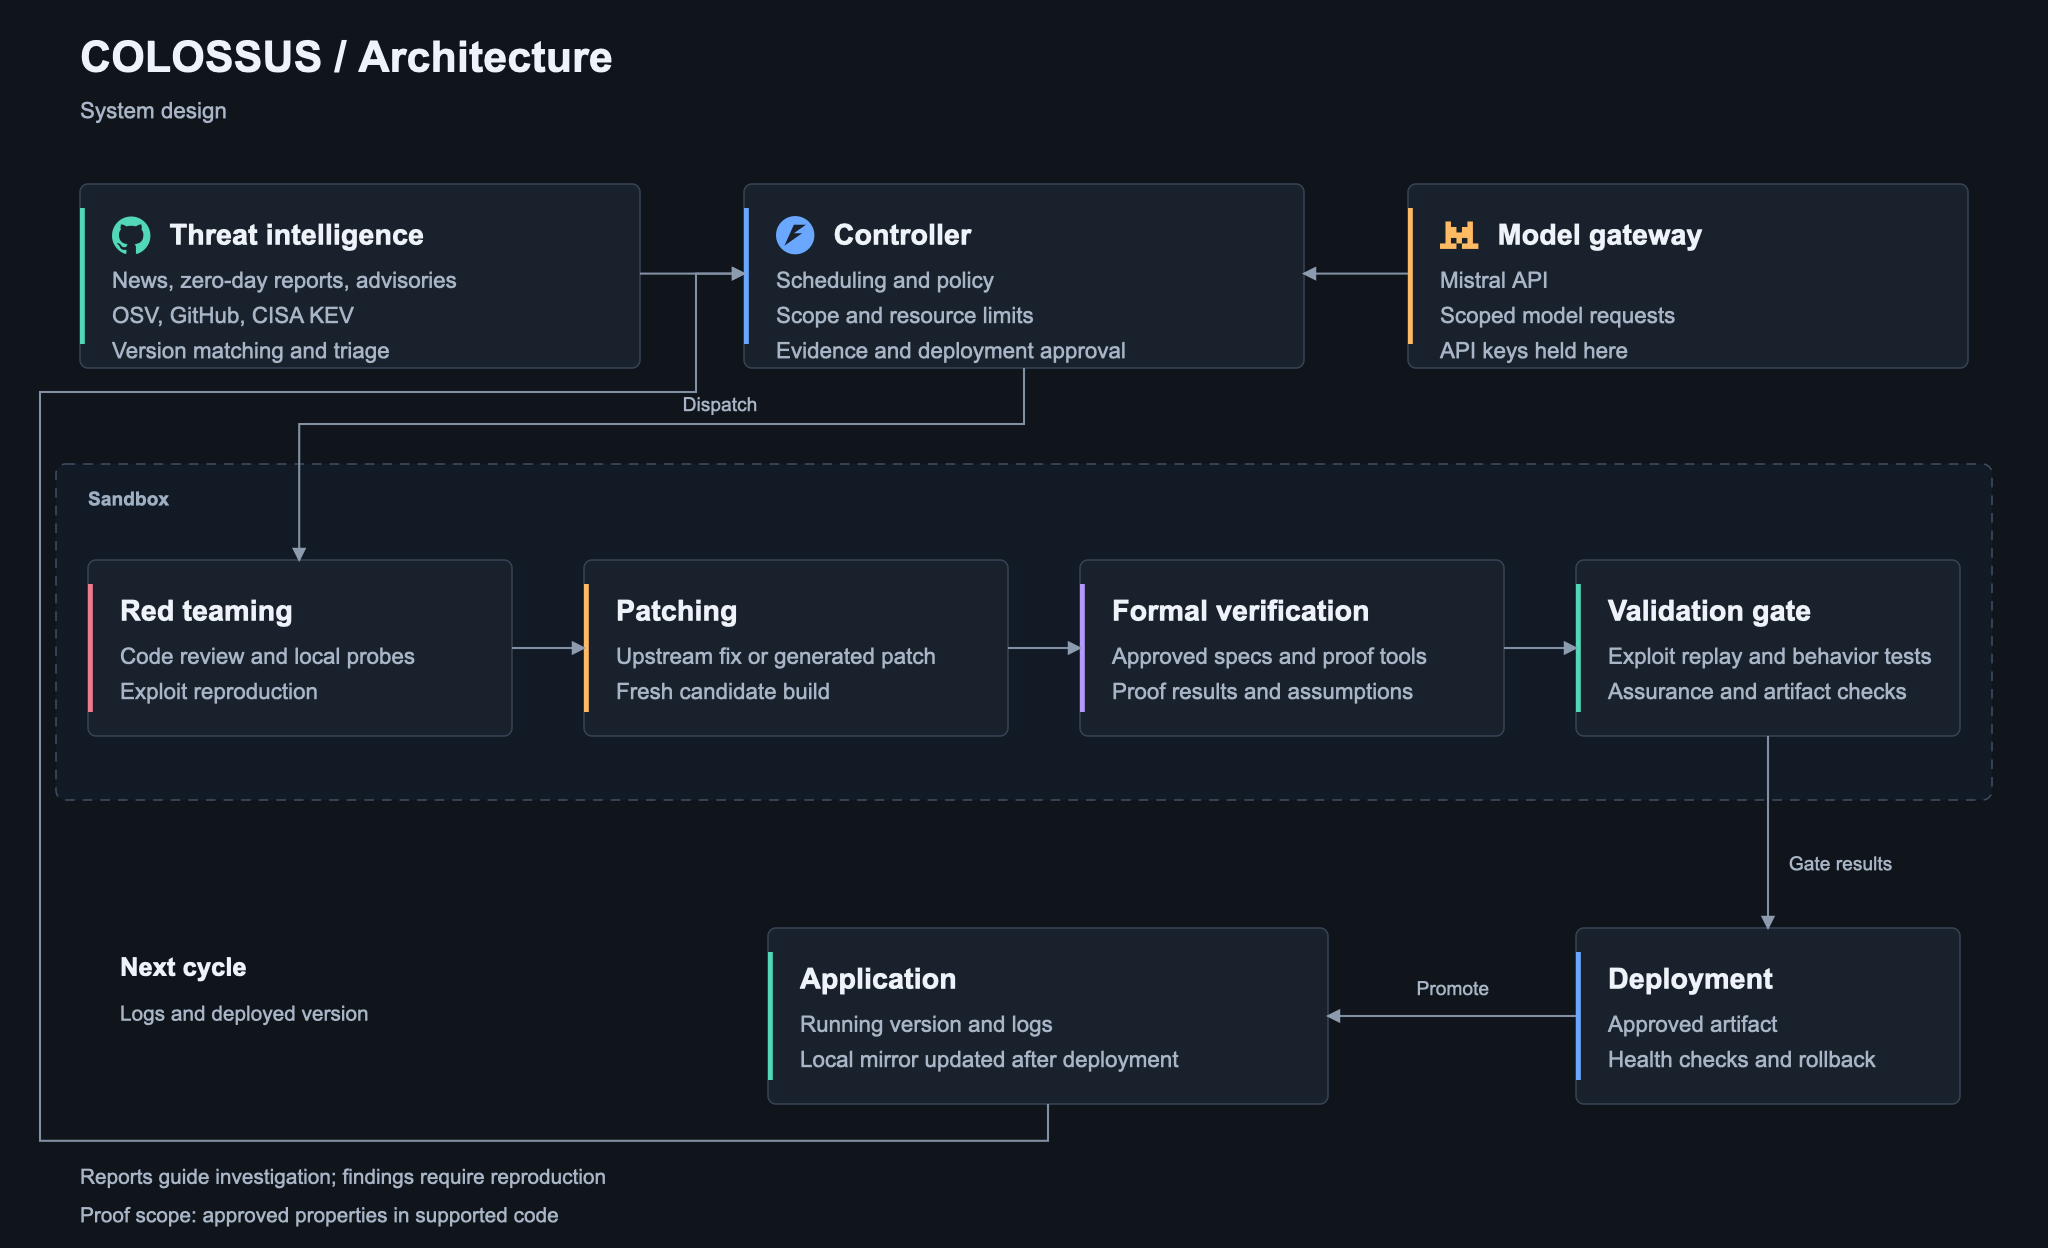 COLOSSUS / Architecture
System design
Threat intelligence
News, zero-day reports, advisories
OSV, GitHub, CISA KEV
Version matching and triage
Controller
Scheduling and policy
Scope and resource limits
Evidence and deployment approval
Model gateway
Mistral API
Scoped model requests
API keys held here
Dispatch
Sandbox
Red teaming
Code review and local probes
Exploit reproduction
Patching
Upstream fix or generated patch
Fresh candidate build
Formal verification
Approved specs and proof tools
Proof results and assumptions
Validation gate
Exploit replay and behavior tests
Assurance and artifact checks
Gate results
Next cycle
Logs and deployed version
Application
Running version and logs
Local mirror updated after deployment
Promote
Deployment
Approved artifact
Health checks and rollback
Reports guide investigation; findings require reproduction
Proof scope: approved properties in supported code